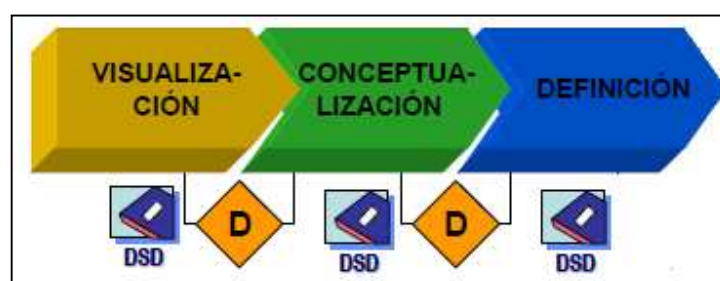 VISUALIZA-
CIÓN
CONCEPTUA-
LIZACIÓN
DEFINICIÓN
D
D
DSD
DSD
DSD